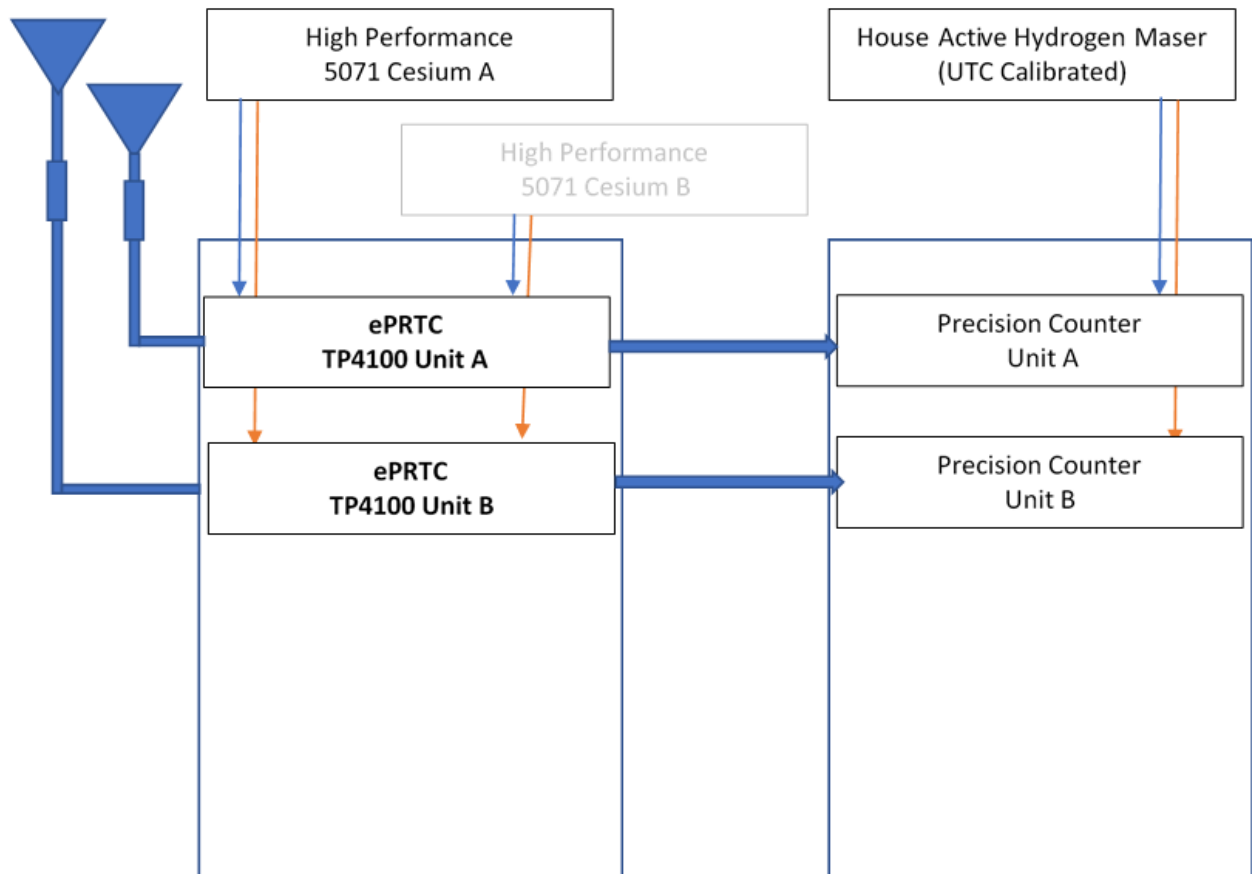 High Performance
5071 Cesium A
House Active Hydrogen Maser
(UTC Calibrated)
High Performance
5071 Cesium B
ePRTC
TP4100 Unit A
Precision Counter
Unit A
ePRTC
TP4100 Unit B
Precision Counter
Unit B